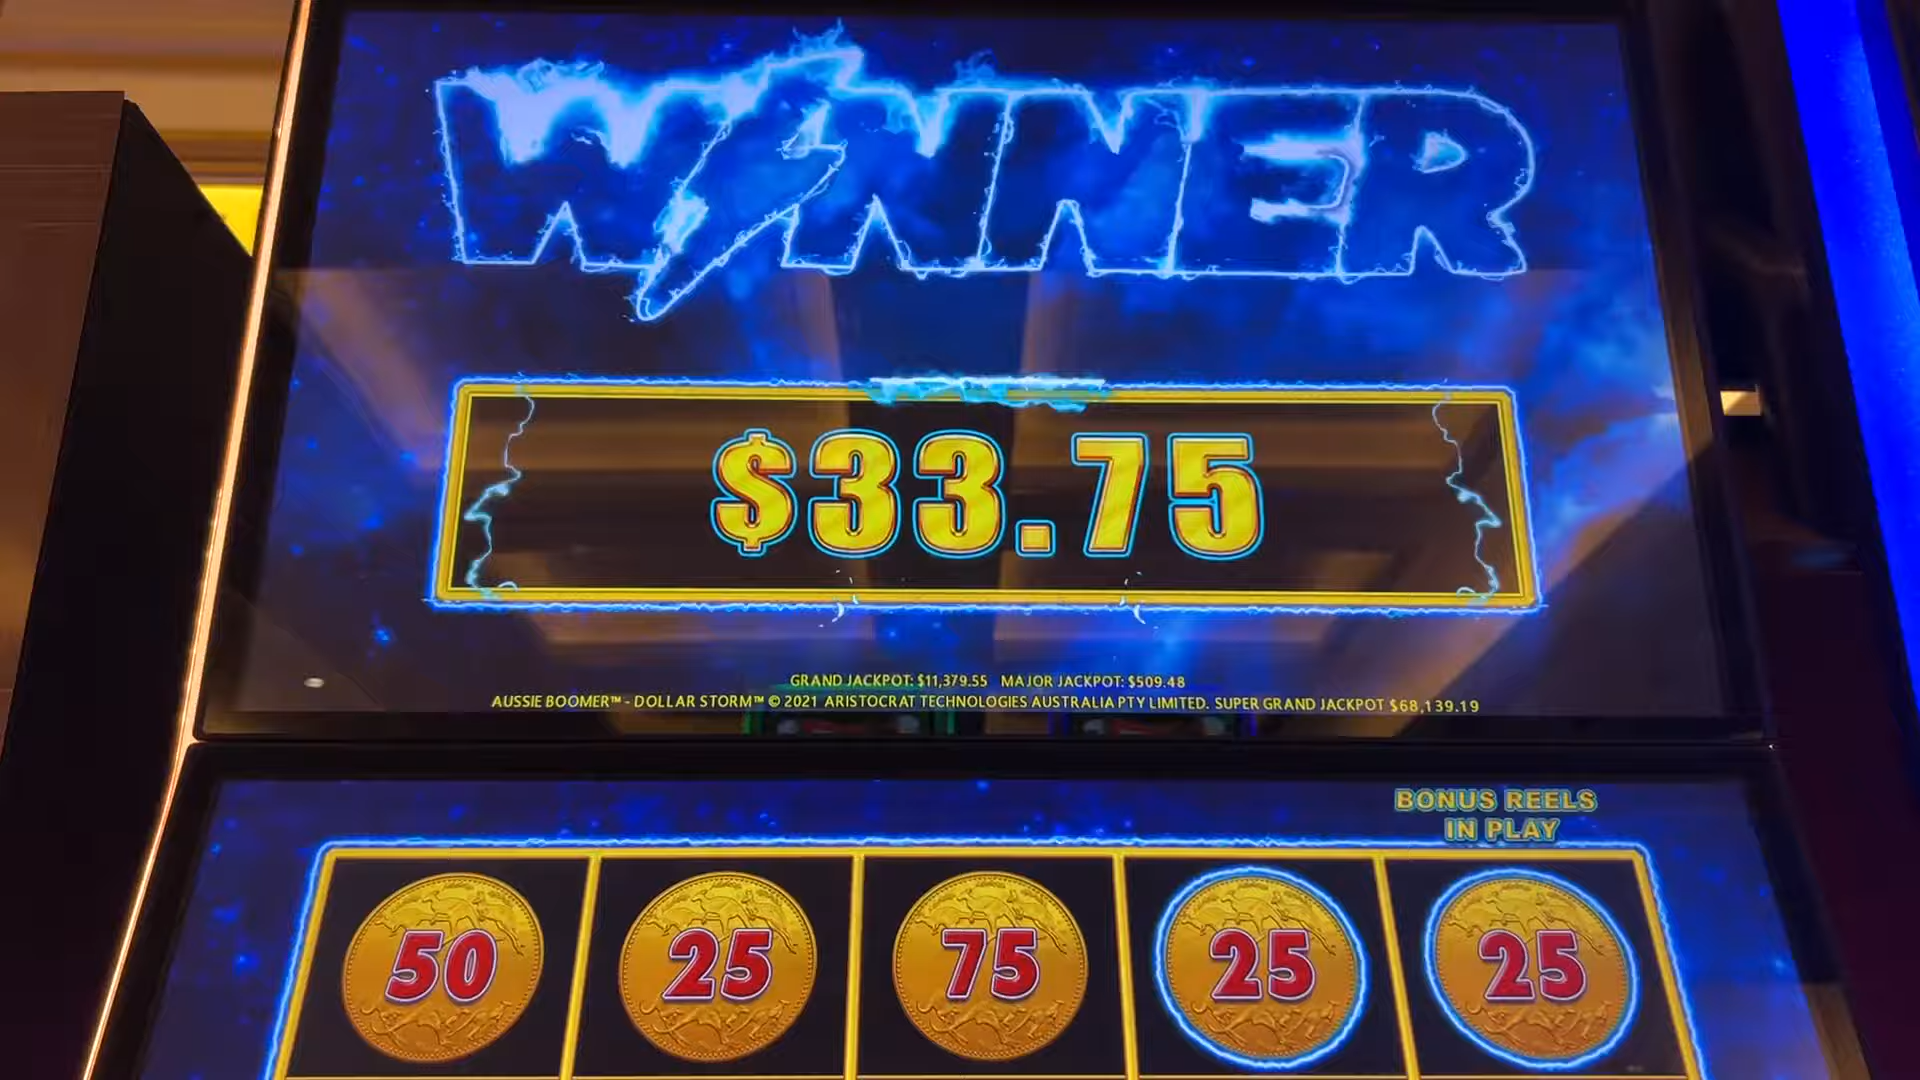 WINNER
$33.75
GRAND JACKPOT: $11,379.55 MAJOR JACKPOT: $509.48
AUSSIE BOOMER™ - DOLLAR STORM™ © 2021 ARISTOCRAT TECHNOLOGIES AUSTRALIA PTY LIMITED. SUPER GRAND JACKPOT $68,139.19
BONUS REELS
IN PLAY
50 25 75 25 25